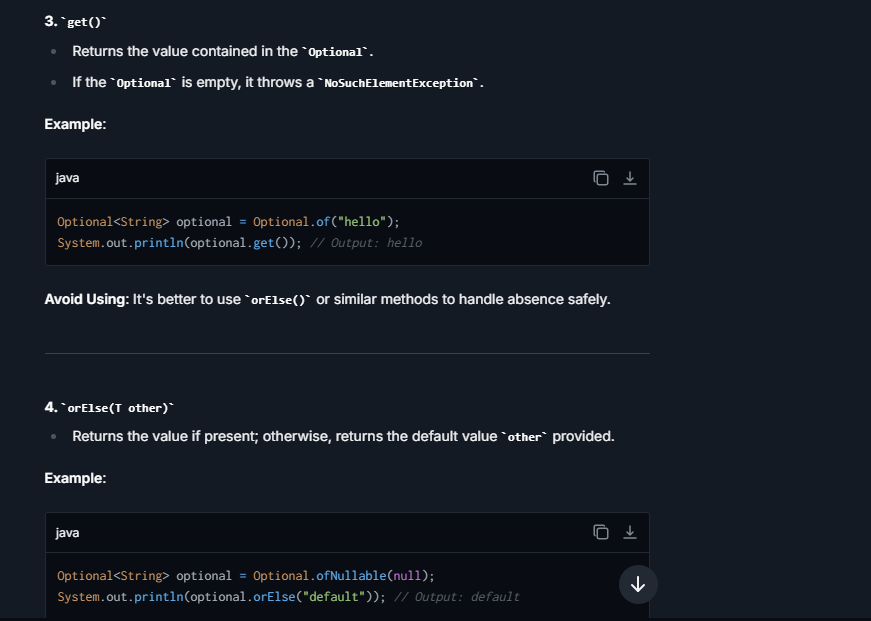 3. `get()`
Returns the value contained in the `Optional`.
If the `Optional` is empty, it throws a `NoSuchElementException`.
Example:
java
Optional<String> optional = Optional.of("hello");
System.out.println(optional.get()); // Output: hello
Avoid Using: It's better to use `orElse()` or similar methods to handle absence safely.
4. `orElse(T other)`
Returns the value if present; otherwise, returns the default value `other` provided.
Example:
java
Optional<String> optional = Optional.ofNullable(null);
System.out.println(optional.orElse("default")); // Output: default